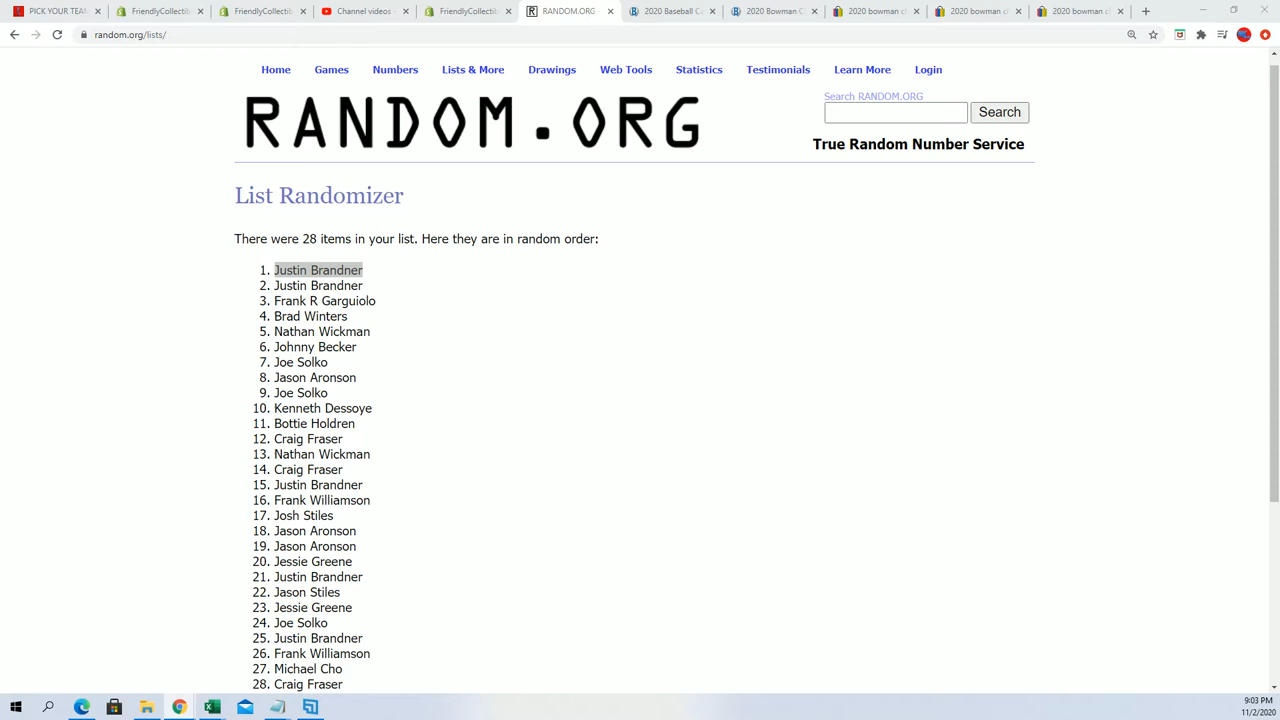 PICK YOUR TEAM
FriendlyCollectib
FriendlyCollectib
Channel videos
FriendlyCollectib
RANDOM.ORG
2020 Baseball C
2020 Bowman C
2020 bowman c
2020 bowman c
2020 bowman c
random.org/lists/
Home Games Numbers Lists & More Drawings Web Tools Statistics Testimonials Learn More Login
Search RANDOM.ORG
RANDOM.ORG
Search
True Random Number Service
List Randomizer
There were 28 items in your list. Here they are in random order:
1. Justin Brandner
2. Justin Brandner
3. Frank R Garguiolo
4. Brad Winters
5. Nathan Wickman
6. Johnny Becker
7. Joe Solko
8. Jason Aronson
9. Joe Solko
10. Kenneth Dessoye
11. Bottie Holdren
12. Craig Fraser
13. Nathan Wickman
14. Craig Fraser
15. Justin Brandner
16. Frank Williamson
17. Josh Stiles
18. Jason Aronson
19. Jason Aronson
20. Jessie Greene
21. Justin Brandner
22. Jason Stiles
23. Jessie Greene
24. Joe Solko
25. Justin Brandner
26. Frank Williamson
27. Michael Cho
28. Craig Fraser
9:03 PM
11/2/2020